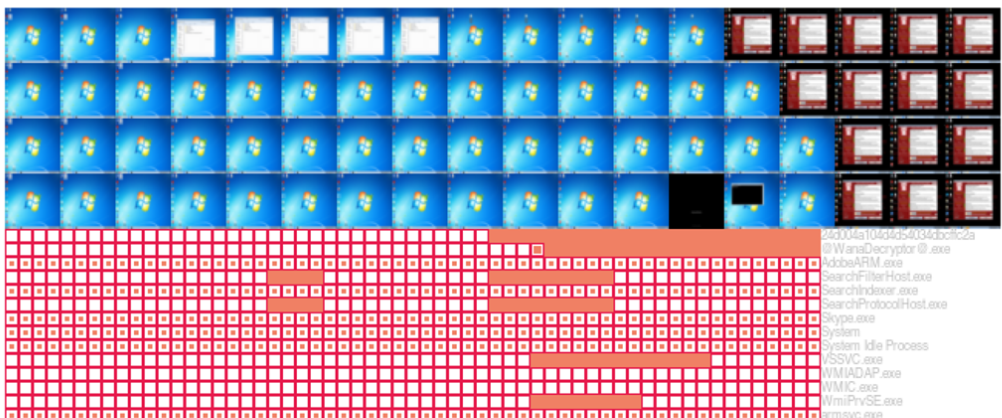 24d004a104d4d54034dbcffc2a
@WanaDecryptor@.exe
AdobeARM.exe
SearchFilterHost.exe
SearchIndexer.exe
SearchProtocolHost.exe
Skype.exe
System
System Idle Process
VSSVC.exe
WMIADAP.exe
WMIC.exe
WmiPrvSE.exe
armsvc.exe